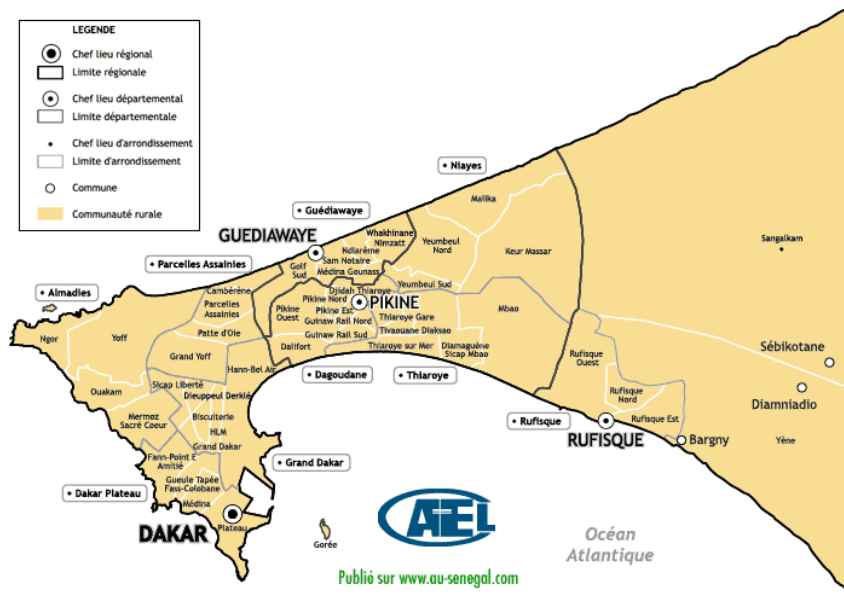 LEGENDE
Chef lieu régional
Limite régionale
Chef lieu départemental
Limite départementale
Chef lieu d'arrondissement
Limite d'arrondissement
Commune
Communauté rurale
Niayes
Guédiawaye
Malika
GUEDIAWAYE
Whakhinane
Nimzatt
Ndiarème
Sam Notaire
Médina Gounass
Golf
Sud
Yeumbeul
Nord
Keur Massar
Sangalkam
Parcelles Assainies
Almadies
Cambérène
Parcelles
Assainies
Yeumbeul Sud
Djidah Thiaroye
Pikine Nord
PIKINE
Pikine Est
Pikine
Ouest
Guinaw Rail Nord
Guinaw Rail Sud
Thiaroye Gare
Tivaouane Diaksao
Mbao
Ngor
Yoff
Patte d'Oie
Grand Yoff
Dalifort
Thiaroye sur Mer
Diamaguéne
Sicap Mbao
Hann-Bel Air
Dagoudane
Thiaroye
Rufisque
Ouest
Sébikotane
Ouakam
Sicap Liberté
Dieuppeul Derklé
Rufisque
Nord
Diamniadio
Mermoz
Sacré Coeur
Biscuiterie
HLM
Grand Dakar
Rufisque
Rufisque Est
RUFISQUE
Bargny
Yène
Fann-Point E
Amitié
Grand Dakar
Gueule Tapée
Fass-Colobane
Dakar Plateau
Médina
DAKAR
Plateau
Gorée
ATEL
Océan
Atlantique
Publié sur www.au-senegal.com